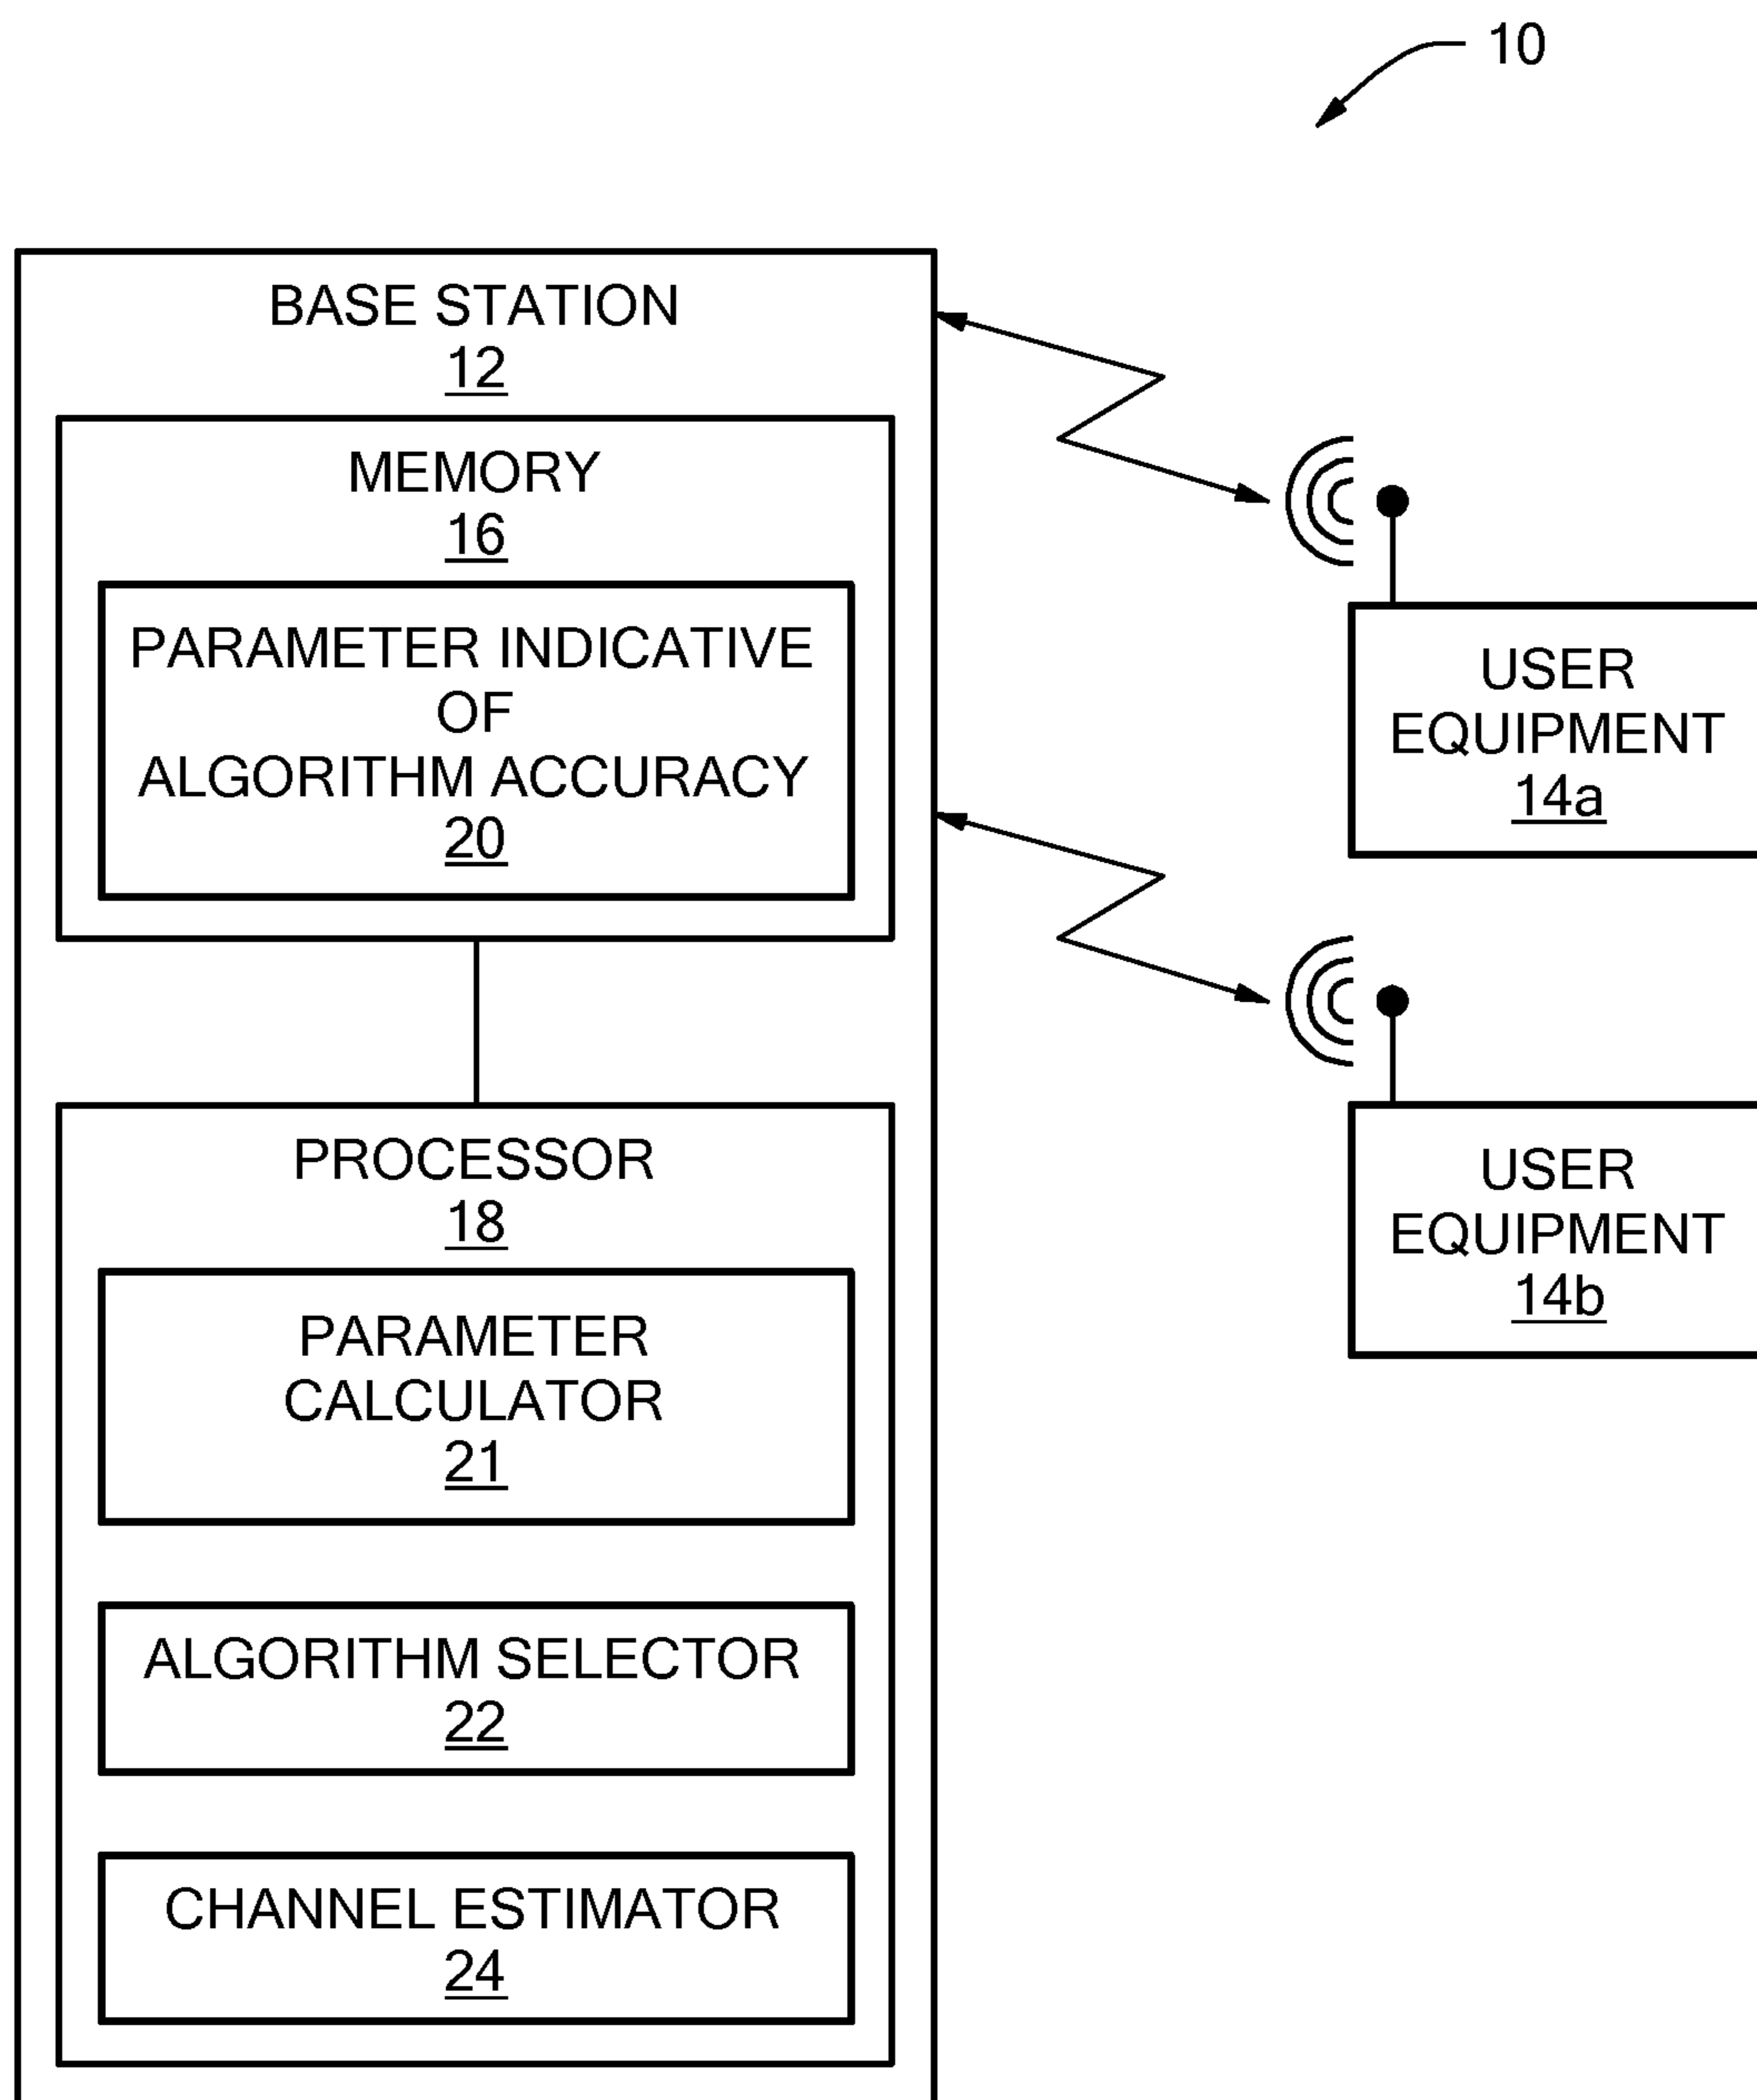 10
BASE STATION
12
MEMORY
16
PARAMETER INDICATIVE
OF
ALGORITHM ACCURACY
20
USER
EQUIPMENT
14a
USER
EQUIPMENT
14b
PROCESSOR
18
PARAMETER
CALCULATOR
21
ALGORITHM SELECTOR
22
CHANNEL ESTIMATOR
24